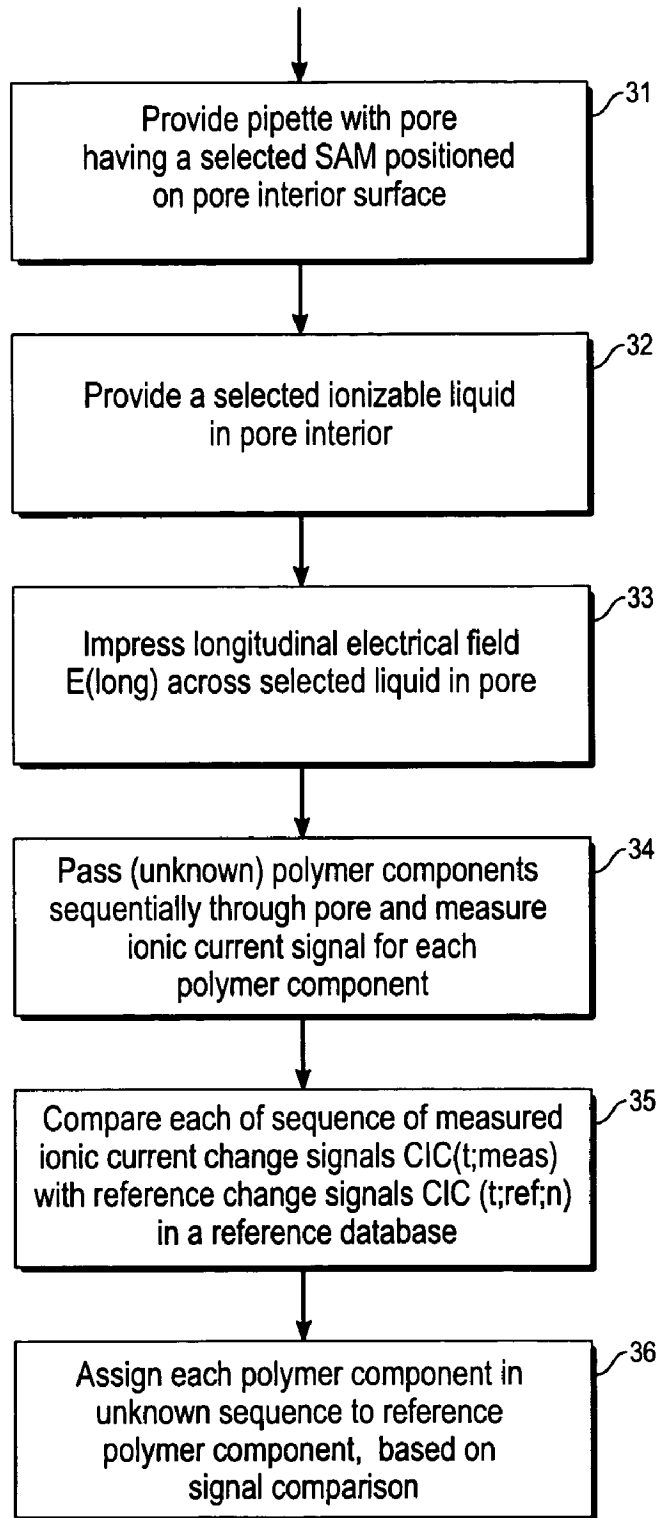 31
Provide pipette with pore
having a selected SAM positioned
on pore interior surface
32
Provide a selected ionizable liquid
in pore interior
33
Impress longitudinal electrical field
E(long) across selected liquid in pore
34
Pass (unknown) polymer components
sequentially through pore and measure
ionic current signal for each
polymer component
35
Compare each of sequence of measured
ionic current change signals CIC(t;meas)
with reference change signals CIC (t;ref;n)
in a reference database
36
Assign each polymer component in
unknown sequence to reference
polymer component, based on
signal comparison